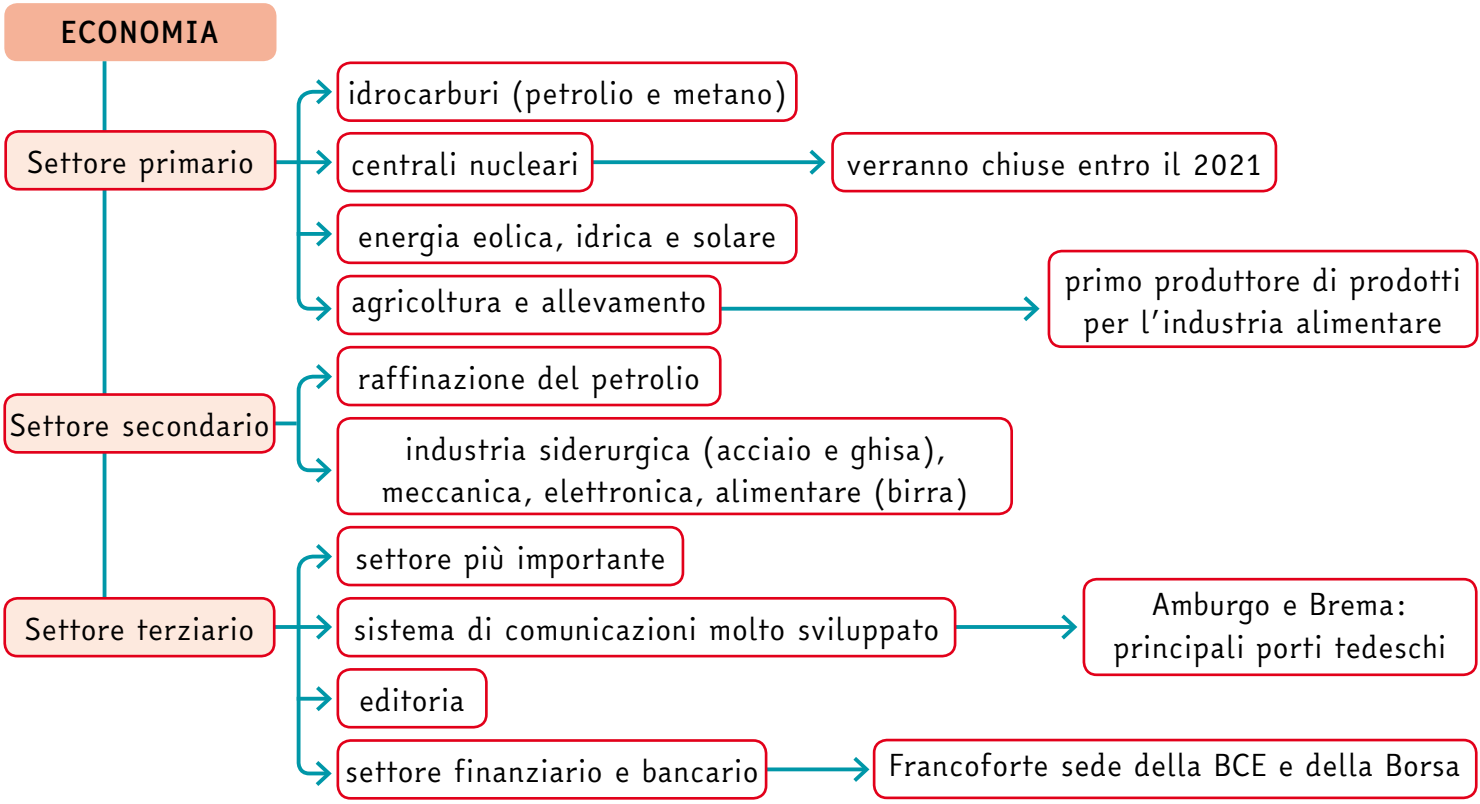 ECONOMIA
Settore primario
idrocarburi (petrolio e metano)
centrali nucleari
verranno chiuse entro il 2021
energia eolica, idrica e solare
agricoltura e allevamento
primo produttore di prodotti
per l’industria alimentare
Settore secondario
raffinazione del petrolio
industria siderurgica (acciaio e ghisa),
meccanica, elettronica, alimentare (birra)
Settore terziario
settore più importante
sistema di comunicazioni molto sviluppato
Amburgo e Brema:
principali porti tedeschi
editoria
settore finanziario e bancario
Francoforte sede della BCE e della Borsa